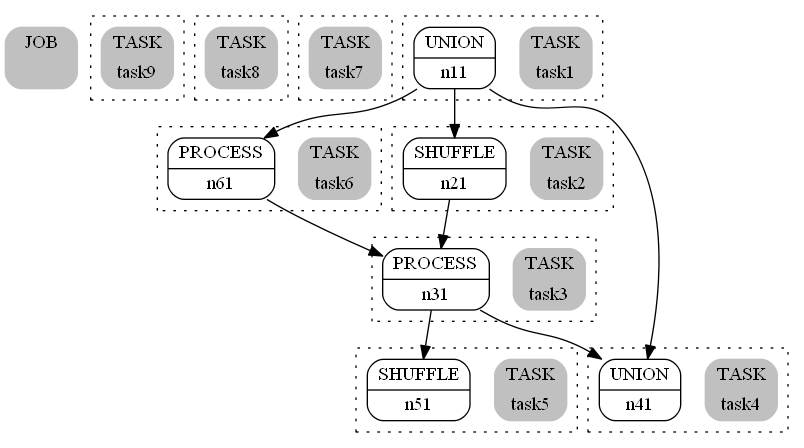 JOB
TASK
task9
TASK
task8
TASK
task7
UNION
n11
TASK
task1
PROCESS
n61
TASK
task6
SHUFFLE
n21
TASK
task2
PROCESS
n31
TASK
task3
SHUFFLE
n51
TASK
task5
UNION
n41
TASK
task4